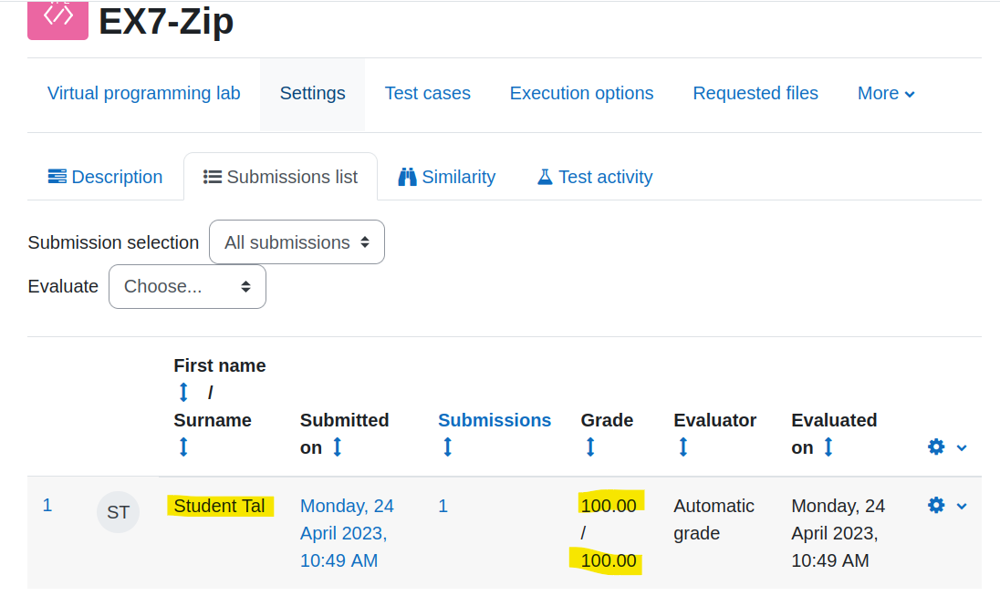 EX7-Zip
Virtual programming lab Settings Test cases Execution options Requested files More
Description Submissions list Similarity Test activity
Submission selection All submissions
Evaluate Choose...
First name
/
Surname Submitted on Submissions Grade Evaluator Evaluated on
1 ST Student Tal Monday, 24 1 100.00 Automatic Monday, 24
April 2023, / grade April 2023,
10:49 AM 100.00 10:49 AM